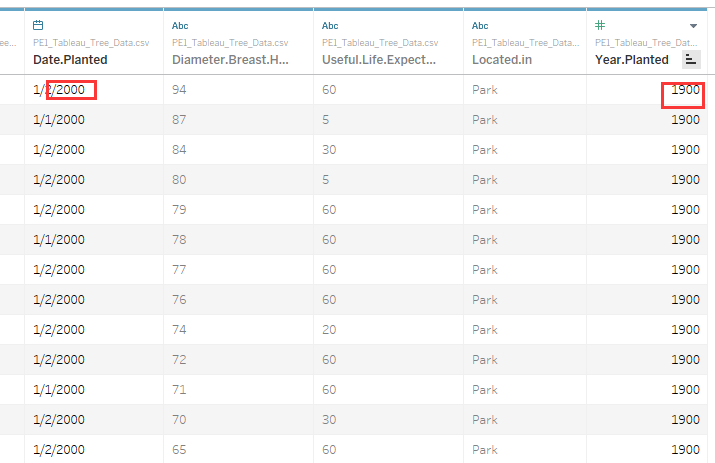 Abc Abc Abc #
ee... PE1_Tableau_Tree_Data.csv PE1_Tableau_Tree_Data.csv PE1_Tableau_Tree_Data.csv PE1_Tableau_Tree_Data... PE1_Tableau_Tree_Dat...
Date.Planted Diameter.Breast.H... Useful.Life.Expect... Located.in Year.Planted
1/2/2000 94 60 Park 1900
1/1/2000 87 5 Park 1900
1/2/2000 84 30 Park 1900
1/2/2000 80 5 Park 1900
1/2/2000 79 60 Park 1900
1/1/2000 78 60 Park 1900
1/2/2000 77 60 Park 1900
1/2/2000 76 60 Park 1900
1/2/2000 74 20 Park 1900
1/2/2000 72 60 Park 1900
1/1/2000 71 60 Park 1900
1/2/2000 70 30 Park 1900
1/2/2000 65 60 Park 1900